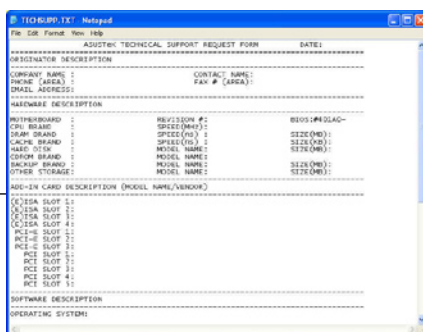 TECHSUPP.TXT - Notepad
File Edit Format View Help
ASUSTeK TECHNICAL SUPPORT REQUEST FORM DATE:
ORIGINATOR DESCRIPTION
COMPANY NAME : CONTACT NAME:
PHONE (AREA) : FAX # (AREA):
EMAIL ADDRESS:
HARDWARE DESCRIPTION
MOTHERBOARD : REVISION #: BIOS:#401AG-
CPU BRAND : SPEED(MHz):
DRAM BRAND : SPEED(ns) : SIZE(MB):
CACHE BRAND : SPEED(ns) : SIZE(KB):
HARD DISK : MODEL NAME: SIZE(MB):
CDROM BRAND : MODEL NAME:
BACKUP BRAND : MODEL NAME: SIZE(MB):
OTHER STORAGE: MODEL NAME: SIZE(MB):
ADD-IN CARD DESCRIPTION (MODEL NAME/VENDOR)
(E)ISA SLOT 1:
(E)ISA SLOT 2:
(E)ISA SLOT 3:
(E)ISA SLOT 4:
PCI-E SLOT 1:
PCI-E SLOT 2:
PCI-E SLOT 3:
PCI SLOT 1:
PCI SLOT 2:
PCI SLOT 3:
PCI SLOT 4:
PCI SLOT 5:
SOFTWARE DESCRIPTION
OPERATING SYSTEM: